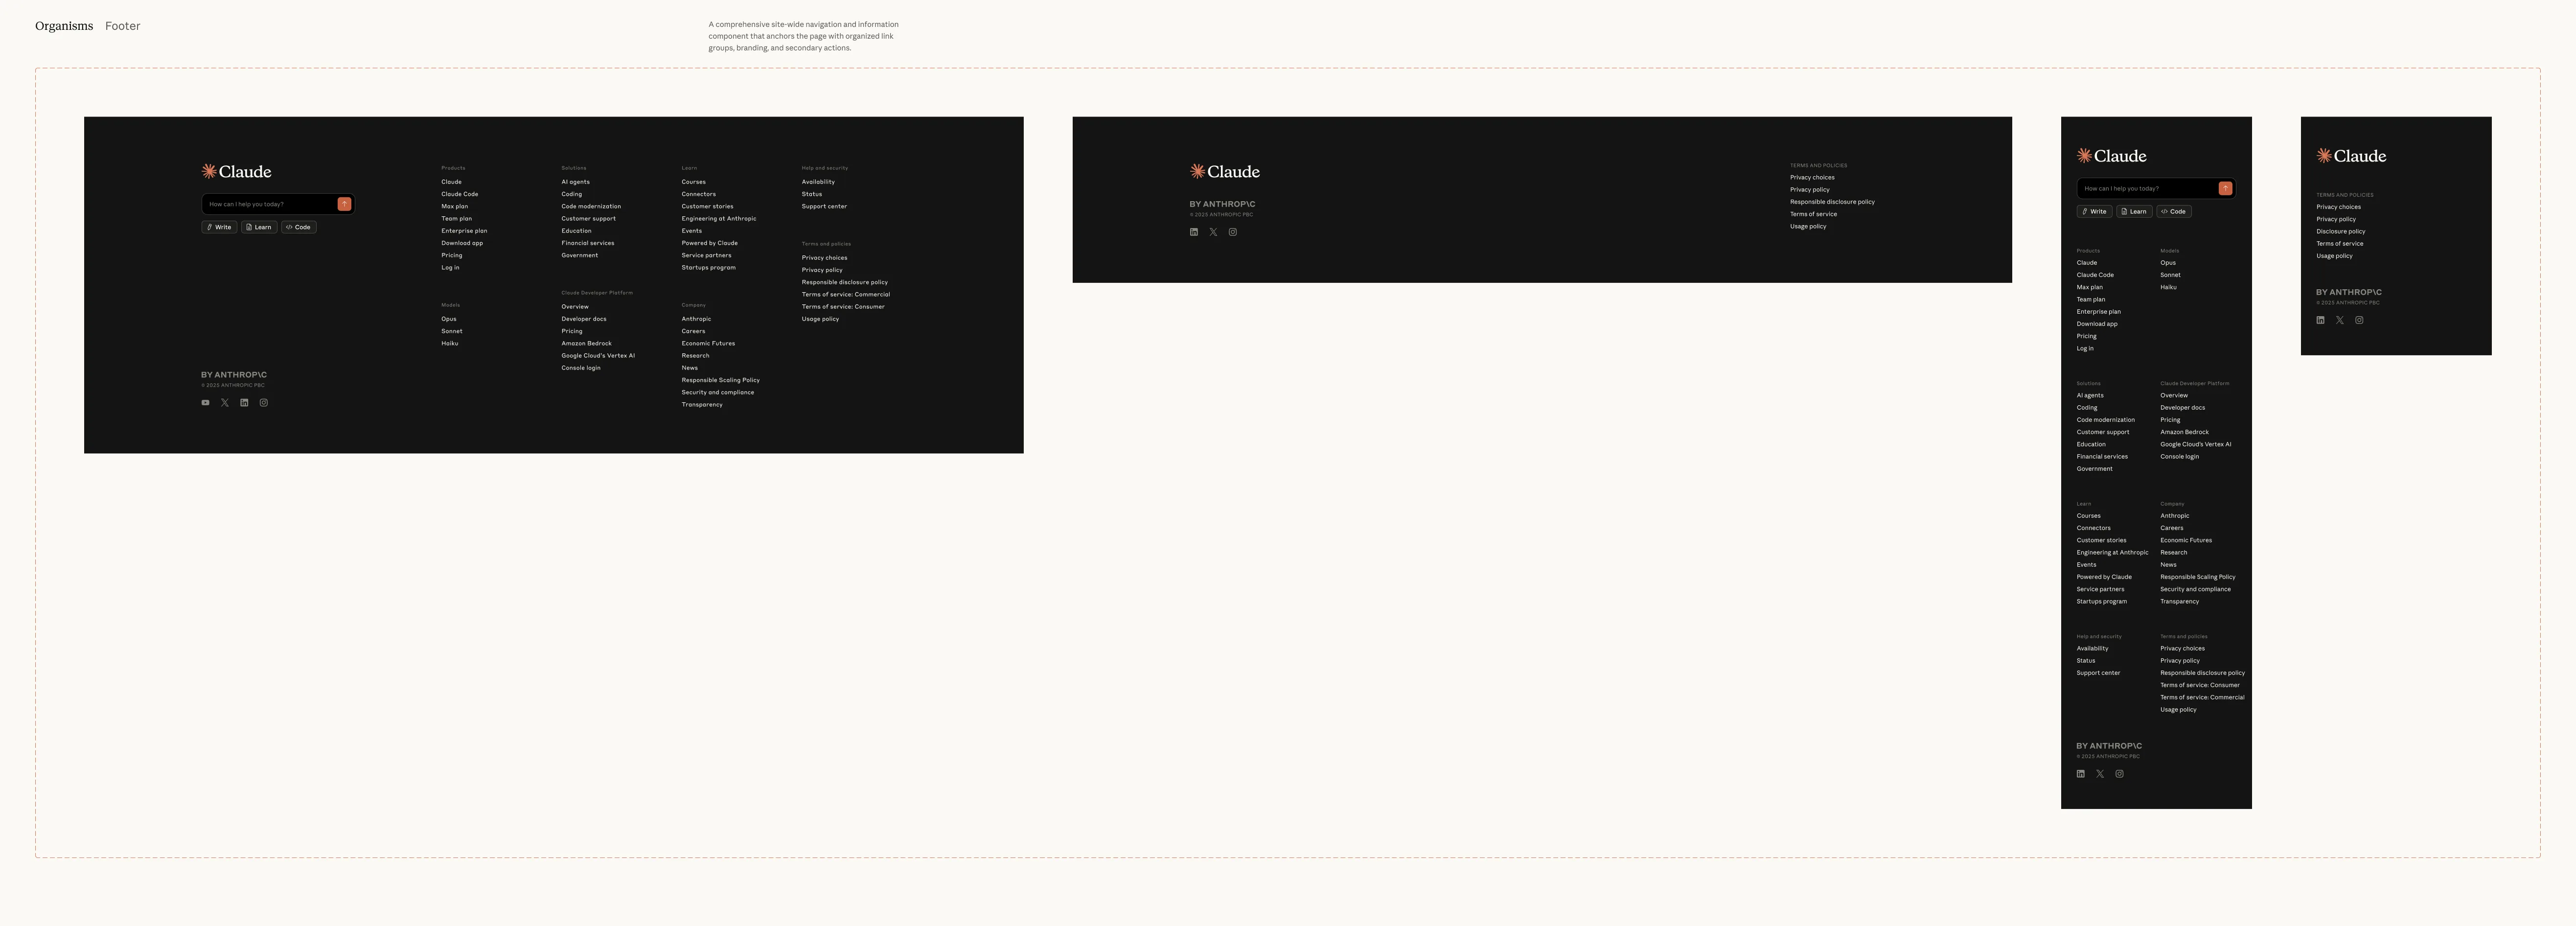 Organisms Footer
A comprehensive site-wide navigation and information
component that anchors the page with organized link
groups, branding, and secondary actions.
Claude
How can I help you today?
Write Learn Code
BY ANTHROP\C
© 2025 ANTHROPIC PBC
Products
Claude
Claude Code
Max plan
Team plan
Enterprise plan
Download app
Pricing
Log in
Models
Opus
Sonnet
Haiku
Solutions
AI agents
Coding
Code modernization
Customer support
Education
Financial services
Government
Claude Developer Platform
Overview
Developer docs
Pricing
Amazon Bedrock
Google Cloud's Vertex AI
Console login
Learn
Courses
Connectors
Customer stories
Engineering at Anthropic
Events
Powered by Claude
Service partners
Startups program
Company
Anthropic
Careers
Economic Futures
Research
News
Responsible Scaling Policy
Security and compliance
Transparency
Help and security
Availability
Status
Support center
Terms and policies
Privacy choices
Privacy policy
Responsible disclosure policy
Terms of service: Commercial
Terms of service: Consumer
Usage policy
Claude
BY ANTHROP\C
© 2025 ANTHROPIC PBC
TERMS AND POLICIES
Privacy choices
Privacy policy
Responsible disclosure policy
Terms of service
Usage policy
Claude
How can I help you today?
Write Learn Code
Products
Claude
Claude Code
Max plan
Team plan
Enterprise plan
Download app
Pricing
Log in
Models
Opus
Sonnet
Haiku
Solutions
AI agents
Coding
Code modernization
Customer support
Education
Financial services
Government
Claude Developer Platform
Overview
Developer docs
Pricing
Amazon Bedrock
Google Cloud's Vertex AI
Console login
Learn
Courses
Connectors
Customer stories
Engineering at Anthropic
Events
Powered by Claude
Service partners
Startups program
Company
Anthropic
Careers
Economic Futures
Research
News
Responsible Scaling Policy
Security and compliance
Transparency
Help and security
Availability
Status
Support center
Terms and policies
Privacy choices
Privacy policy
Responsible disclosure policy
Terms of service: Consumer
Terms of service: Commercial
Usage policy
BY ANTHROP\C
© 2025 ANTHROPIC PBC
Claude
TERMS AND POLICIES
Privacy choices
Privacy policy
Disclosure policy
Terms of service
Usage policy
BY ANTHROP\C
© 2025 ANTHROPIC PBC